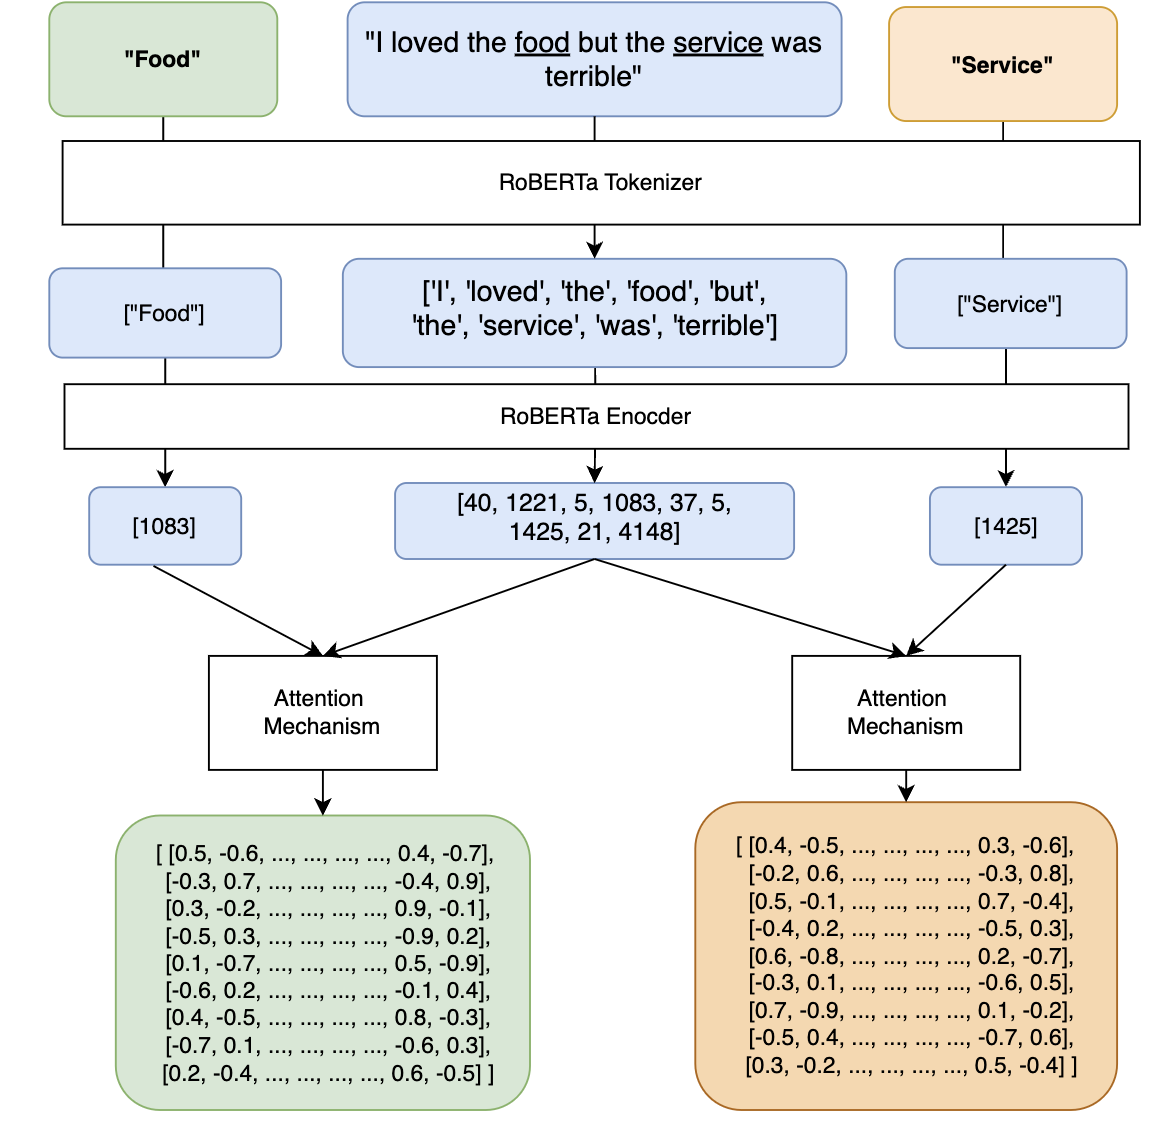 "Food"
"I loved the food but the service was
terrible"
"Service"
RoBERTa Tokenizer
["Food"]
['I', 'loved', 'the', 'food', 'but',
'the', 'service', 'was', 'terrible']
["Service"]
RoBERTa Enocder
[1083]
[40, 1221, 5, 1083, 37, 5,
1425, 21, 4148]
[1425]
Attention
Mechanism
Attention
Mechanism
[ [0.5, -0.6, ..., ..., ..., ..., 0.4, -0.7],
[-0.3, 0.7, ..., ..., ..., ..., -0.4, 0.9],
[0.3, -0.2, ..., ..., ..., ..., 0.9, -0.1],
[-0.5, 0.3, ..., ..., ..., ..., -0.9, 0.2],
[0.1, -0.7, ..., ..., ..., ..., 0.5, -0.9],
[-0.6, 0.2, ..., ..., ..., ..., -0.1, 0.4],
[0.4, -0.5, ..., ..., ..., ..., 0.8, -0.3],
[-0.7, 0.1, ..., ..., ..., ..., -0.6, 0.3],
[0.2, -0.4, ..., ..., ..., ..., 0.6, -0.5] ]
[ [0.4, -0.5, ..., ..., ..., ..., 0.3, -0.6],
[-0.2, 0.6, ..., ..., ..., ..., -0.3, 0.8],
[0.5, -0.1, ..., ..., ..., ..., 0.7, -0.4],
[-0.4, 0.2, ..., ..., ..., ..., -0.5, 0.3],
[0.6, -0.8, ..., ..., ..., ..., 0.2, -0.7],
[-0.3, 0.1, ..., ..., ..., ..., -0.6, 0.5],
[0.7, -0.9, ..., ..., ..., ..., 0.1, -0.2],
[-0.5, 0.4, ..., ..., ..., ..., -0.7, 0.6],
[0.3, -0.2, ..., ..., ..., ..., 0.5, -0.4] ]